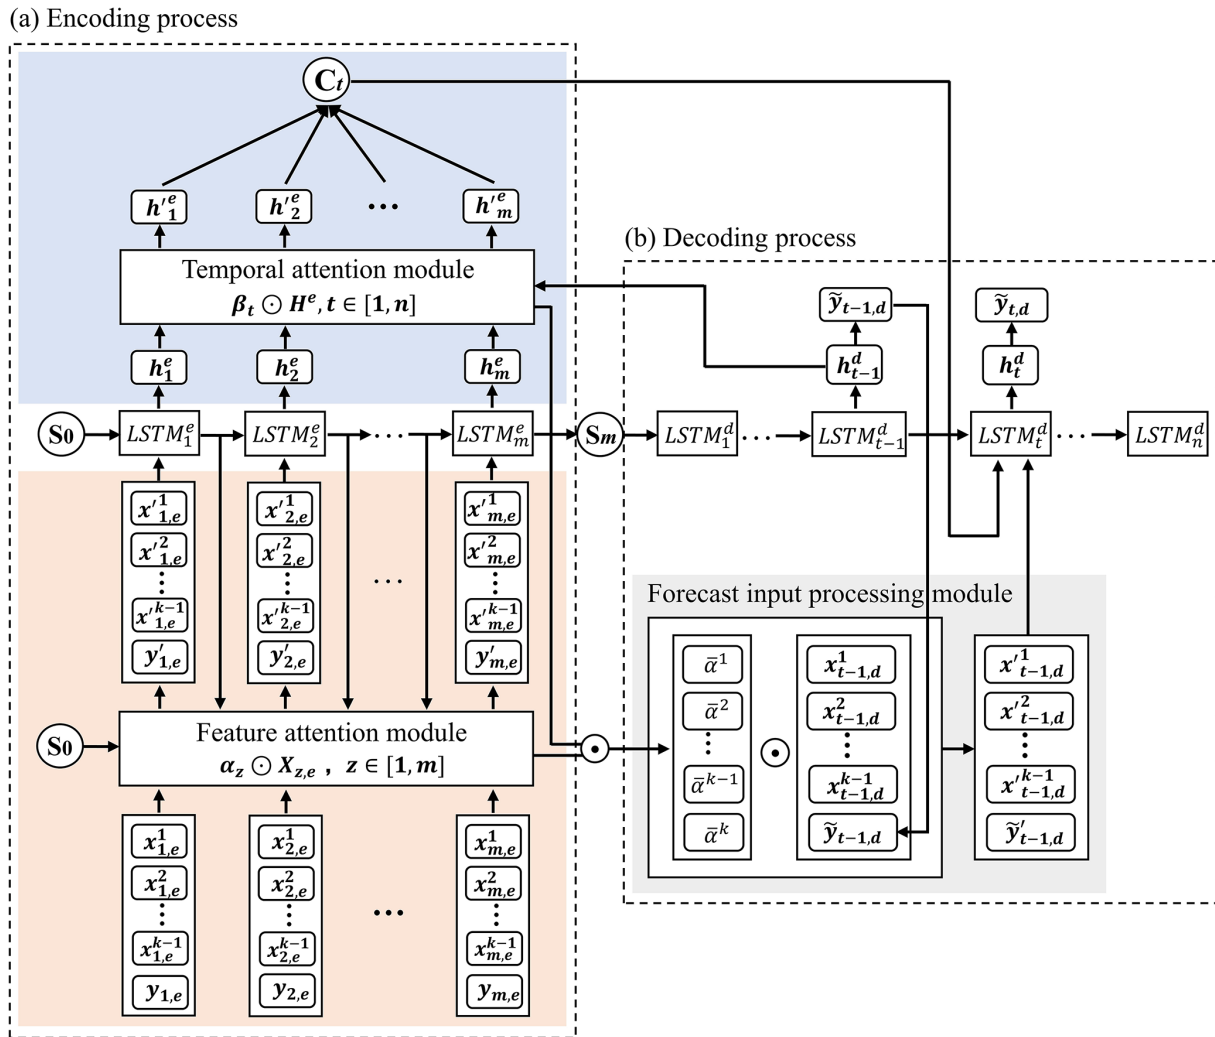 (a) Encoding process
C_t
h'^e_1 h'^e_2 ... h'^e_m
(b) Decoding process
Temporal attention module
β_t ⊙ H^e, t ∈ [1, n]
ỹ_{t−1,d} ỹ_{t,d}
h^e_1 h^e_2 h^e_m h^d_{t−1} h^d_t
S0 LSTM^e_1 LSTM^e_2 ... LSTM^e_m S_m LSTM^d_1 ... LSTM^d_{t−1} LSTM^d_t ... LSTM^d_n
x'^1_{1,e} x'^1_{2,e} x'^1_{m,e}
x'^2_{1,e} x'^2_{2,e} x'^2_{m,e}
⋮ ⋮ ... ⋮
x'^{k−1}_{1,e} x'^{k−1}_{2,e} x'^{k−1}_{m,e}
y'_{1,e} y'_{2,e} y'_{m,e}
Forecast input processing module
ᾱ^1 x^1_{t−1,d} x'^1_{t−1,d}
ᾱ^2 x^2_{t−1,d} x'^2_{t−1,d}
⋮ ⊙ ⋮ ⋮
ᾱ^{k−1} x^{k−1}_{t−1,d} x'^{k−1}_{t−1,d}
ᾱ^k ỹ_{t−1,d} ỹ'_{t−1,d}
S0
Feature attention module
α_z ⊙ X_{z,e} , z ∈ [1, m]
⊙
x^1_{1,e} x^1_{2,e} x^1_{m,e}
x^2_{1,e} x^2_{2,e} x^2_{m,e}
⋮ ⋮ ... ⋮
x^{k−1}_{1,e} x^{k−1}_{2,e} x^{k−1}_{m,e}
y_{1,e} y_{2,e} y_{m,e}